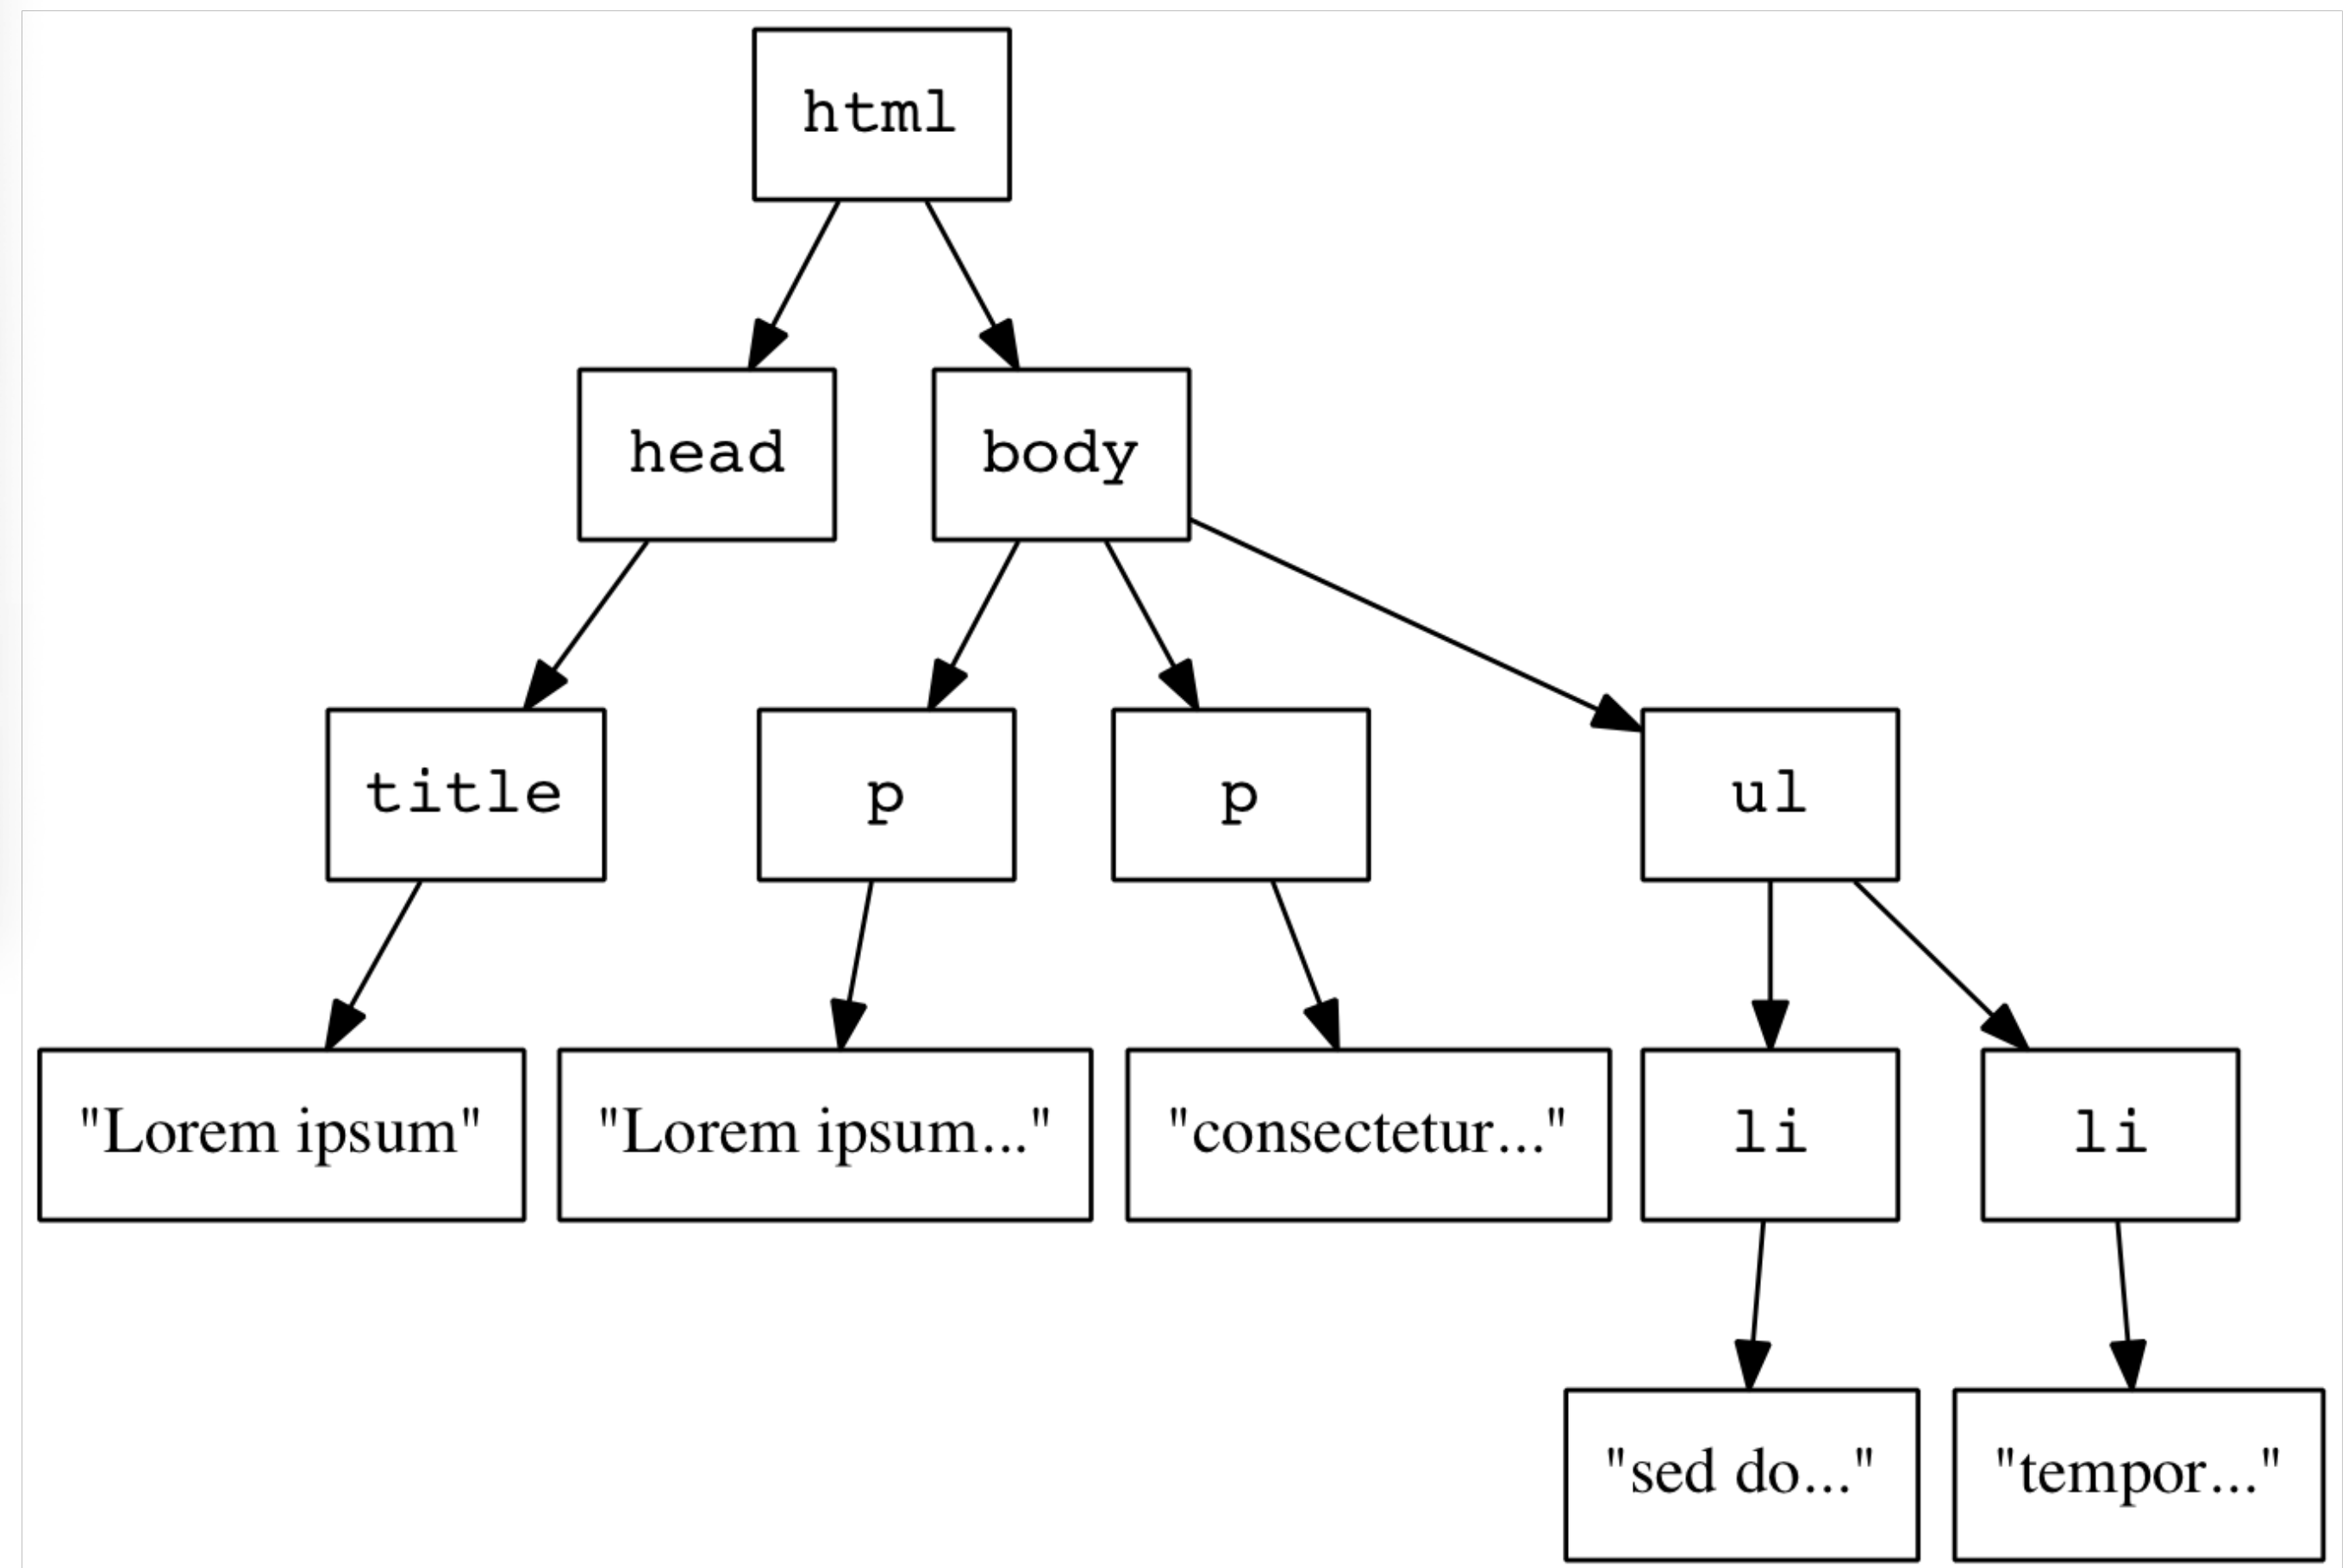 html
head
body
title
p
p
ul
"Lorem ipsum"
"Lorem ipsum..."
"consectetur..."
li
li
"sed do..."
"tempor..."